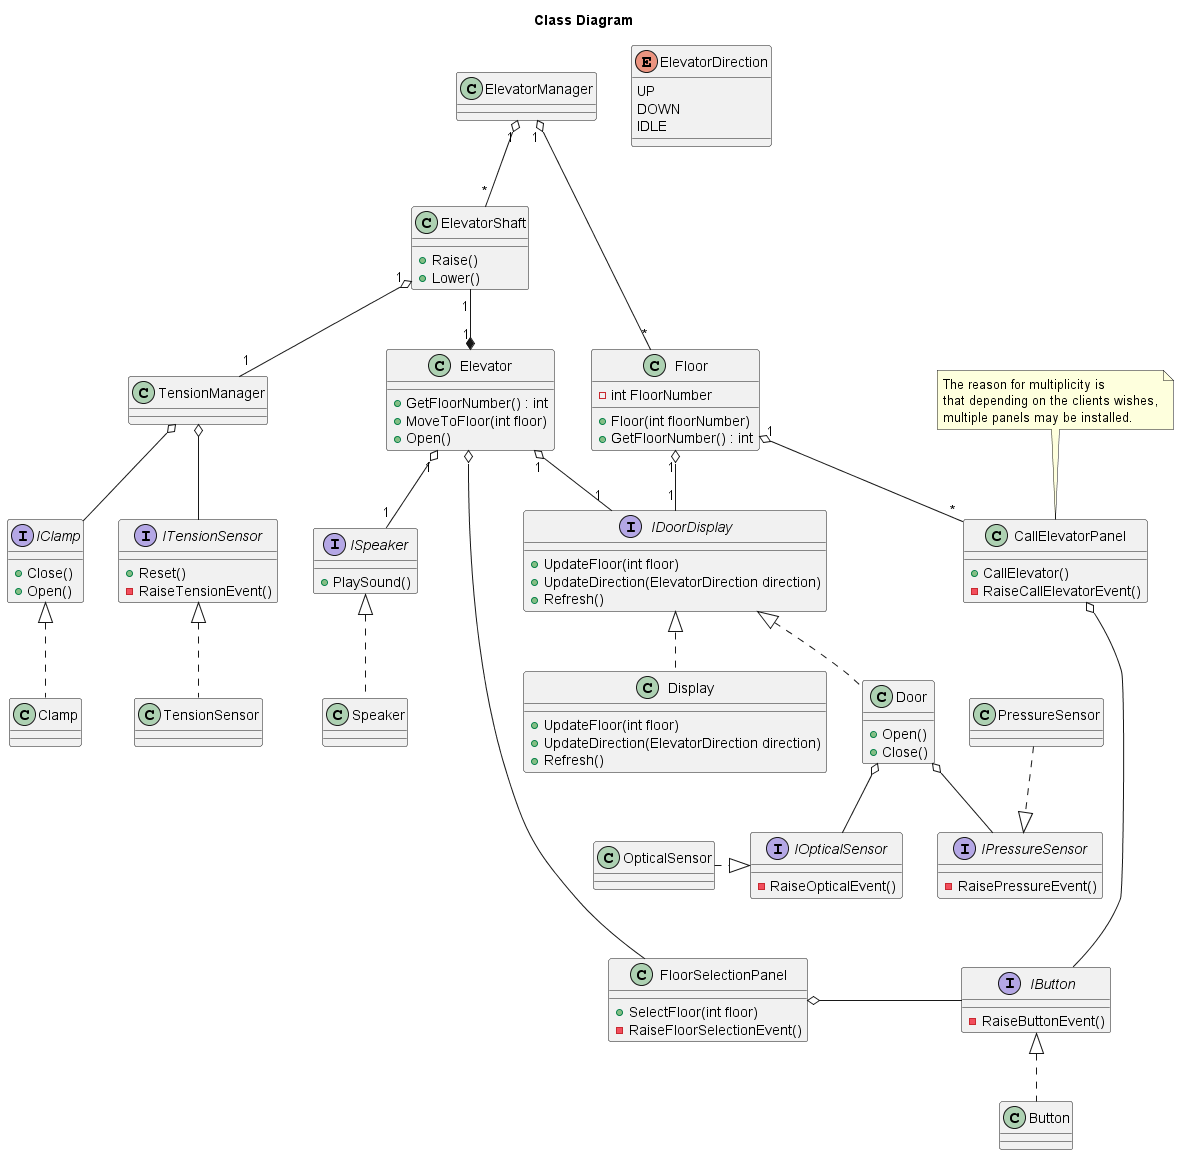 Class Diagram
E ElevatorDirection
UP
DOWN
IDLE
C ElevatorManager
1
1
*
C ElevatorShaft
Raise()
Lower()
1
1
1
1
*
C TensionManager
C Elevator
GetFloorNumber() : int
MoveToFloor(int floor)
Open()
C Floor
int FloorNumber
Floor(int floorNumber)
GetFloorNumber() : int
The reason for multiplicity is
that depending on the clients wishes,
multiple panels may be installed.
1
1
1
1
1
1
1
*
I IClamp
Close()
Open()
I ITensionSensor
Reset()
RaiseTensionEvent()
I ISpeaker
PlaySound()
I IDoorDisplay
UpdateFloor(int floor)
UpdateDirection(ElevatorDirection direction)
Refresh()
C CallElevatorPanel
CallElevator()
RaiseCallElevatorEvent()
C Clamp
C TensionSensor
C Speaker
C Display
UpdateFloor(int floor)
UpdateDirection(ElevatorDirection direction)
Refresh()
C Door
Open()
Close()
C PressureSensor
C OpticalSensor
I IOpticalSensor
RaiseOpticalEvent()
I IPressureSensor
RaisePressureEvent()
C FloorSelectionPanel
SelectFloor(int floor)
RaiseFloorSelectionEvent()
I IButton
RaiseButtonEvent()
C Button